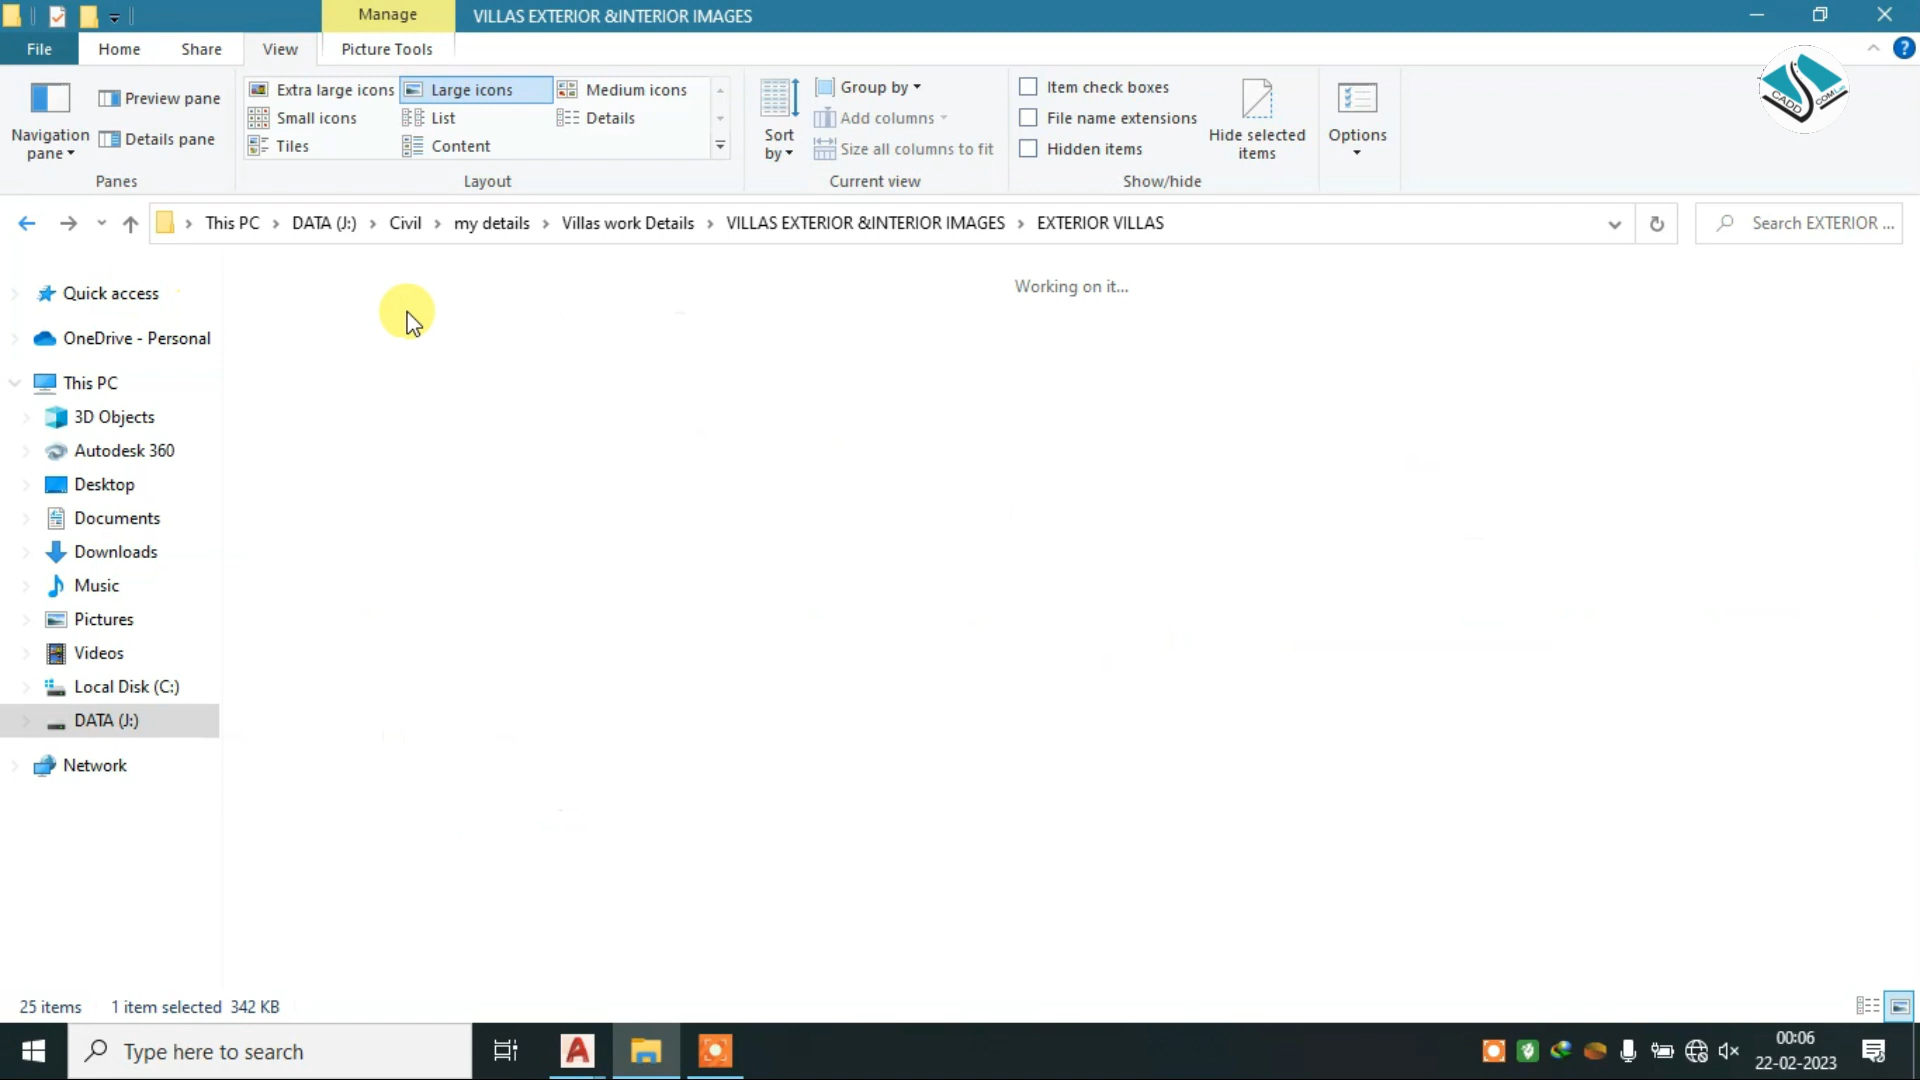 Manage
VILLAS EXTERIOR &INTERIOR IMAGES
File
Home
Share
View
Picture Tools
Navigation pane
Preview pane
Details pane
Panes
Extra large icons
Large icons
Medium icons
Small icons
List
Details
Tiles
Content
Layout
Sort by
Group by
Add columns
Size all columns to fit
Current view
Item check boxes
File name extensions
Hidden items
Hide selected items
Show/hide
Options
CADD
COM
This PC > DATA (J:) > Civil > my details > Villas work Details > VILLAS EXTERIOR &INTERIOR IMAGES > EXTERIOR VILLAS
Search EXTERIOR ...
Working on it...
Quick access
OneDrive - Personal
This PC
3D Objects
Autodesk 360
Desktop
Documents
Downloads
Music
Pictures
Videos
Local Disk (C:)
DATA (J:)
Network
25 items
1 item selected 342 KB
Type here to search
00:06
22-02-2023